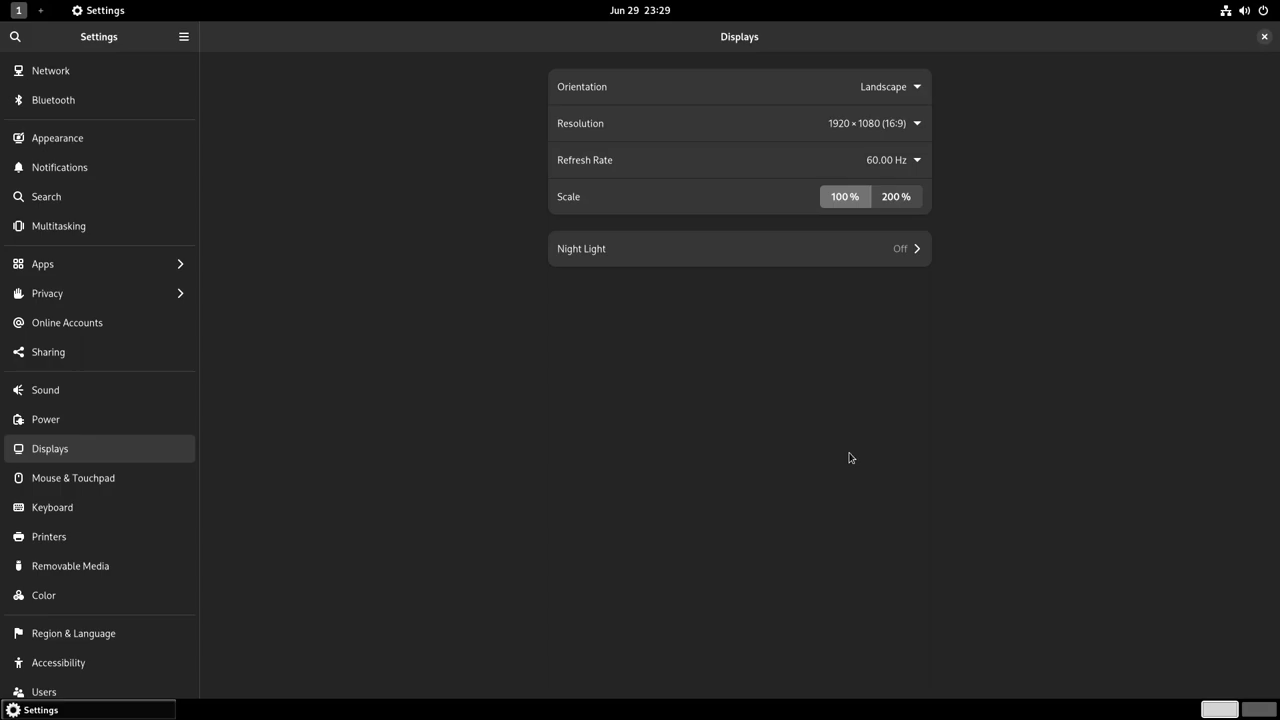 1 + Settings Jun 29 23:29
Settings
Displays
Network
Bluetooth
Appearance
Notifications
Search
Multitasking
Apps
Privacy
Online Accounts
Sharing
Sound
Power
Displays
Mouse & Touchpad
Keyboard
Printers
Removable Media
Color
Region & Language
Accessibility
Users
Orientation Landscape
Resolution 1920 × 1080 (16:9)
Refresh Rate 60.00 Hz
Scale 100 % 200 %
Night Light Off
Settings